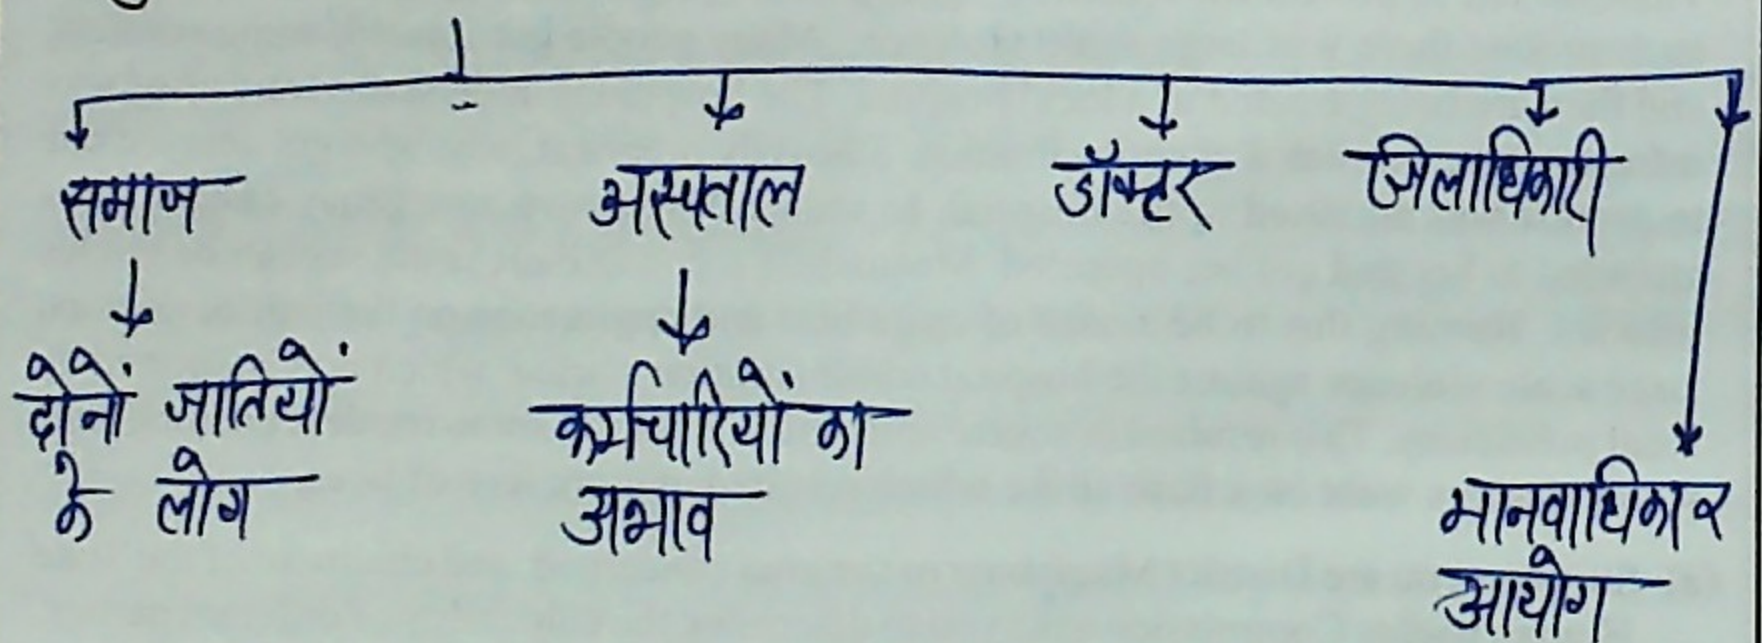 समाज
अस्पताल
डॉक्टर
जिलाधिकारी
दोनों जातियों
के लोग
कर्मचारियों का
अभाव
मानवाधिकार
आयोग